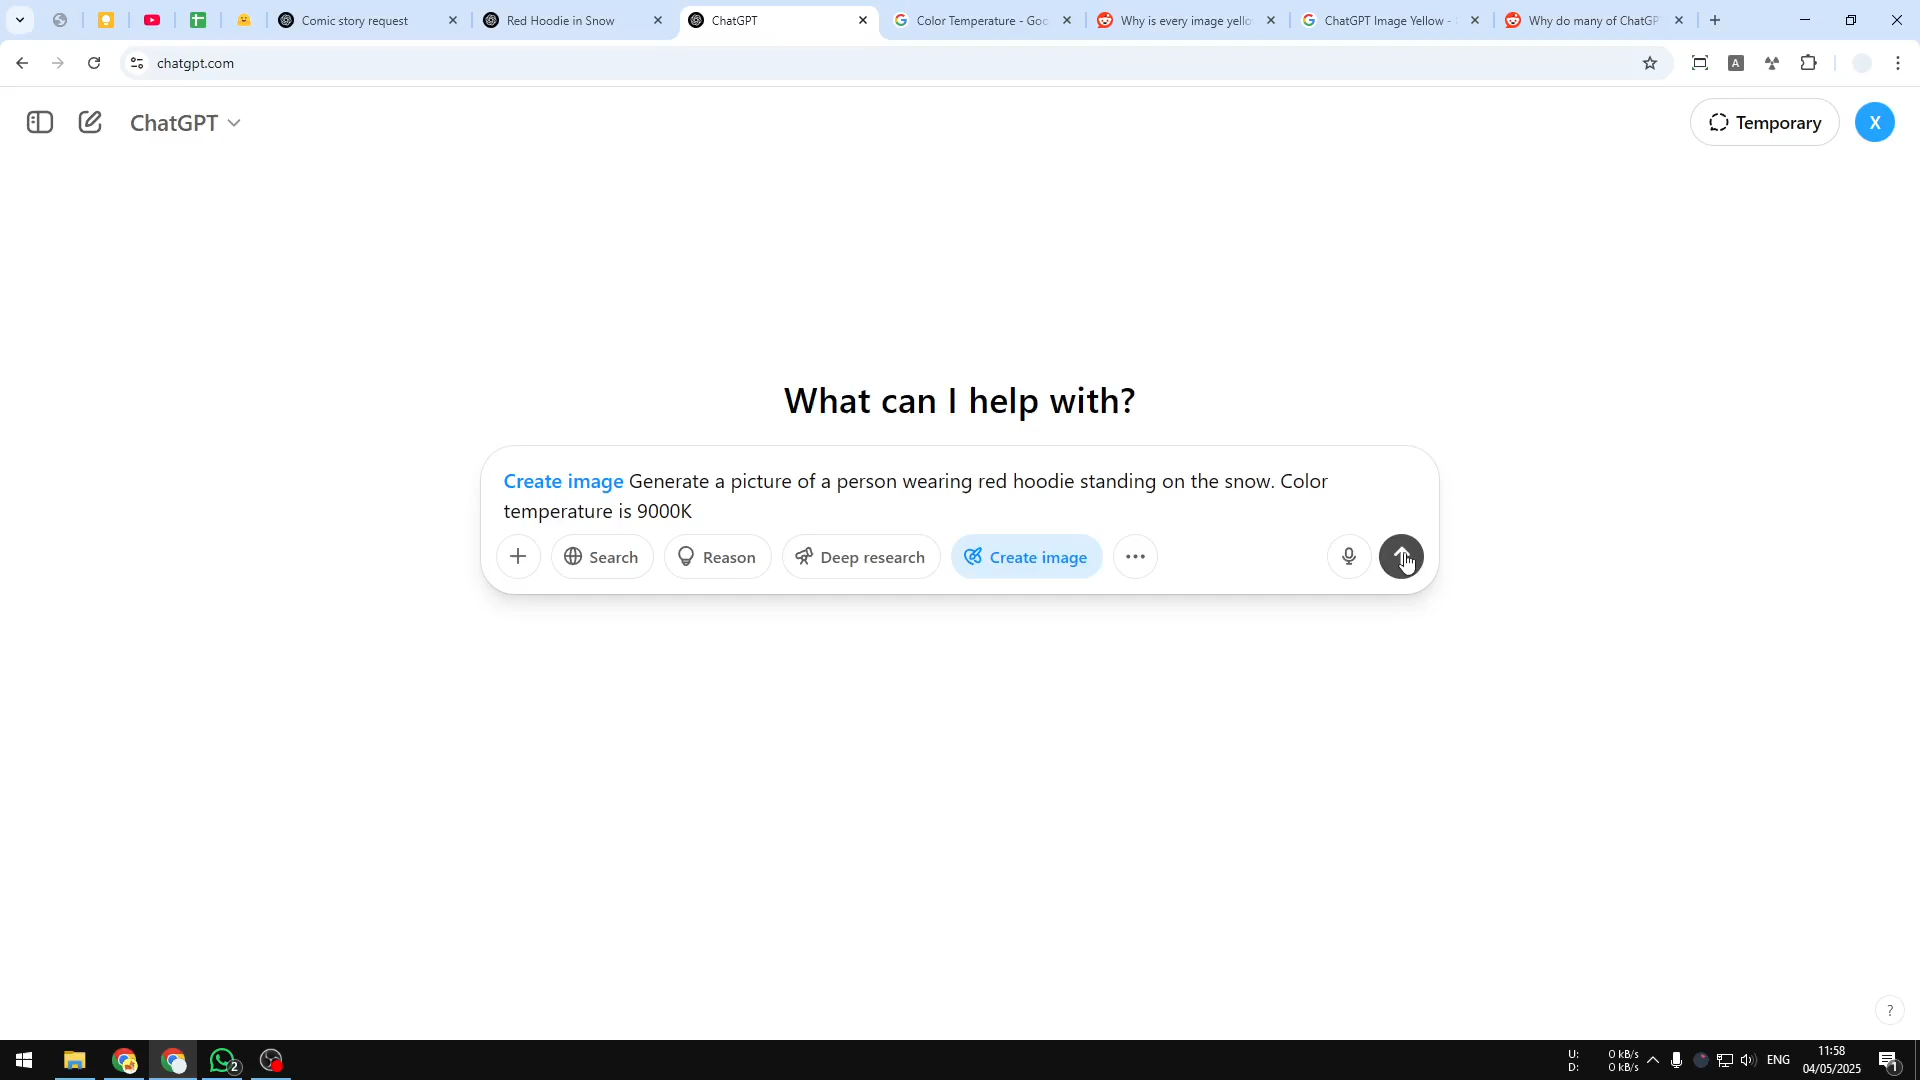 Comic story request
Red Hoodie in Snow
ChatGPT
Color Temperature - Goo
Why is every image yello
ChatGPT Image Yellow -
Why do many of ChatGP
chatgpt.com
A
ChatGPT
Temporary
X
What can I help with?
Create image Generate a picture of a person wearing red hoodie standing on the snow. Color
temperature is 9000K
Search
Reason
Deep research
Create image
?
2
U: 0 kB/s
D: 0 kB/s
ENG
11:58
04/05/2025
1